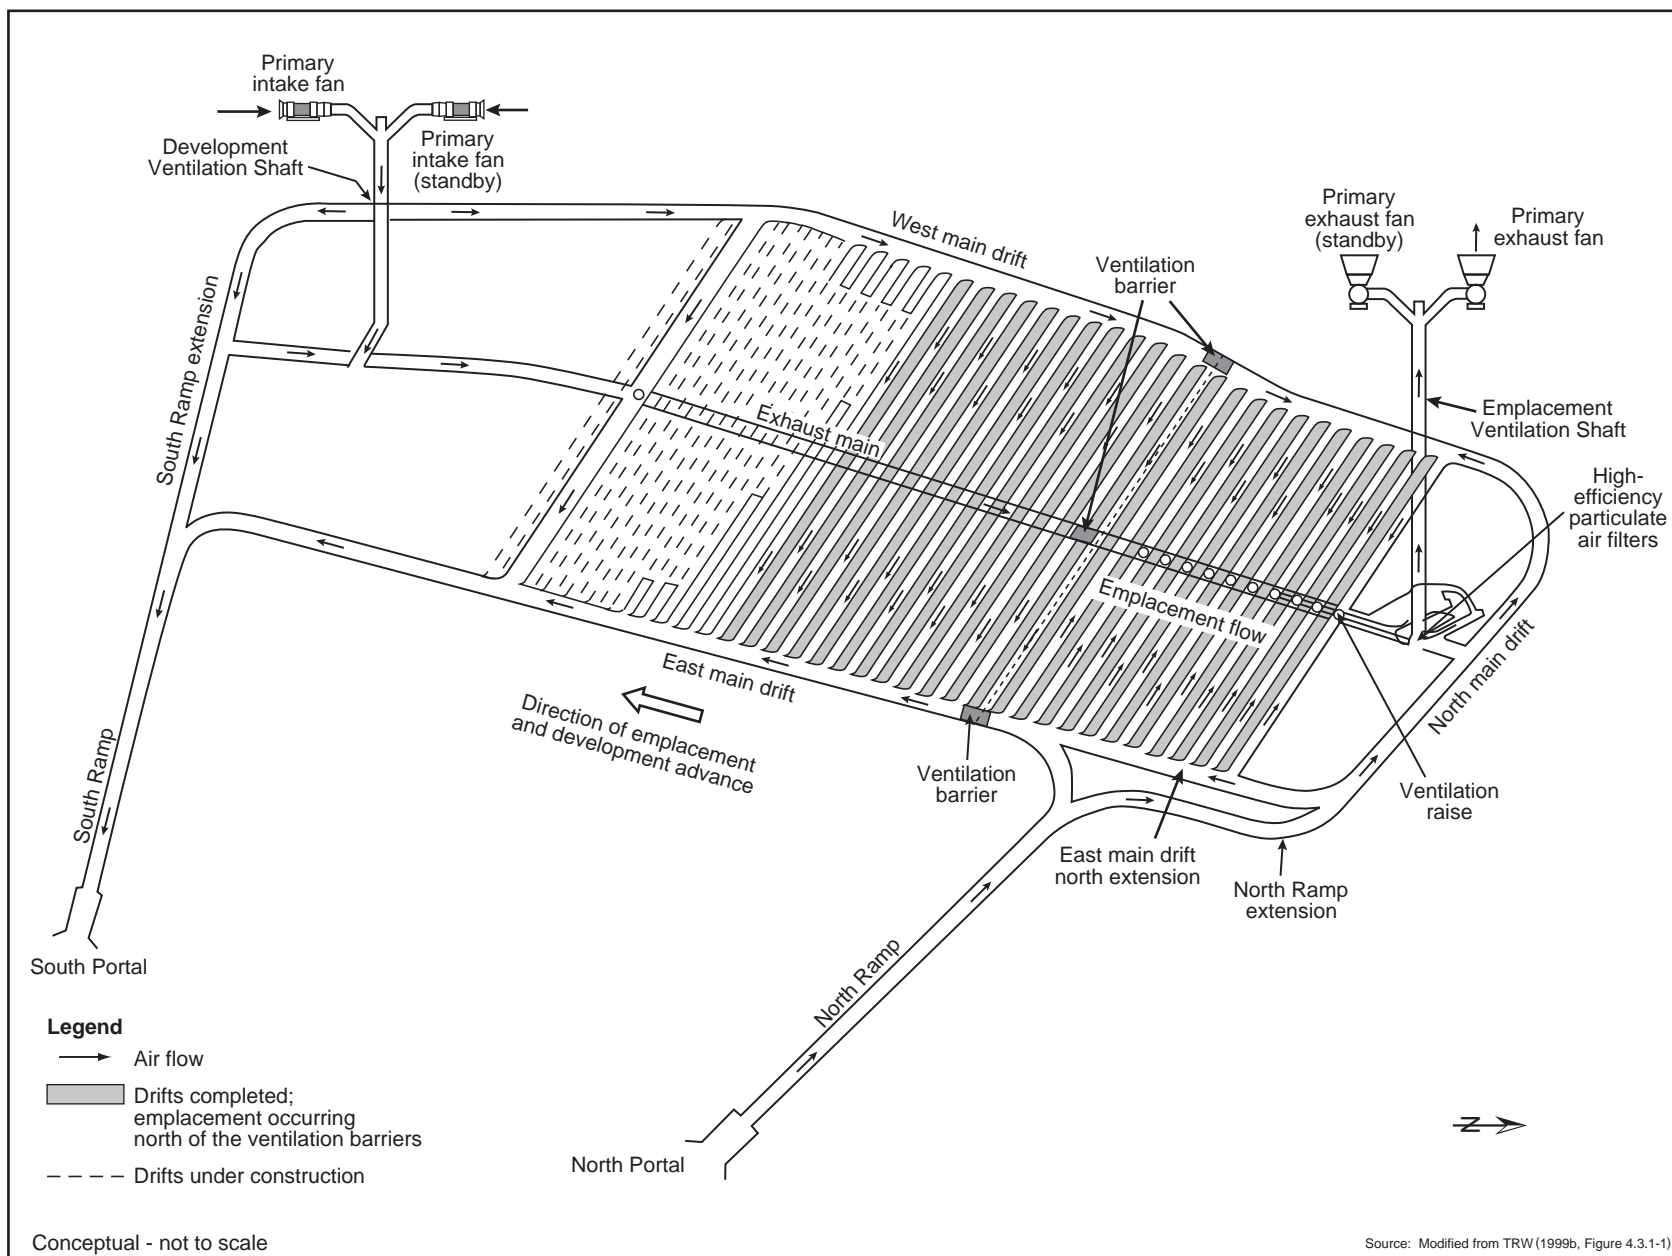 Primary
intake fan
Development
Ventilation Shaft
Primary
intake fan
(standby)
West main drift
Ventilation
barrier
Primary
exhaust fan
(standby)
Primary
exhaust fan
South Ramp extension
Exhaust main
Emplacement
Ventilation Shaft
High-
efficiency
particulate
air filters
Emplacement flow
East main drift
Direction of emplacement
and development advance
North main drift
South Ramp
Ventilation
barrier
Ventilation
raise
East main drift
north extension
North Ramp
extension
North Ramp
South Portal
North Portal
Legend
Air flow
Drifts completed;
emplacement occurring
north of the ventilation barriers
Drifts under construction
N
Conceptual - not to scale
Source: Modified from TRW (1999b, Figure 4.3.1-1)